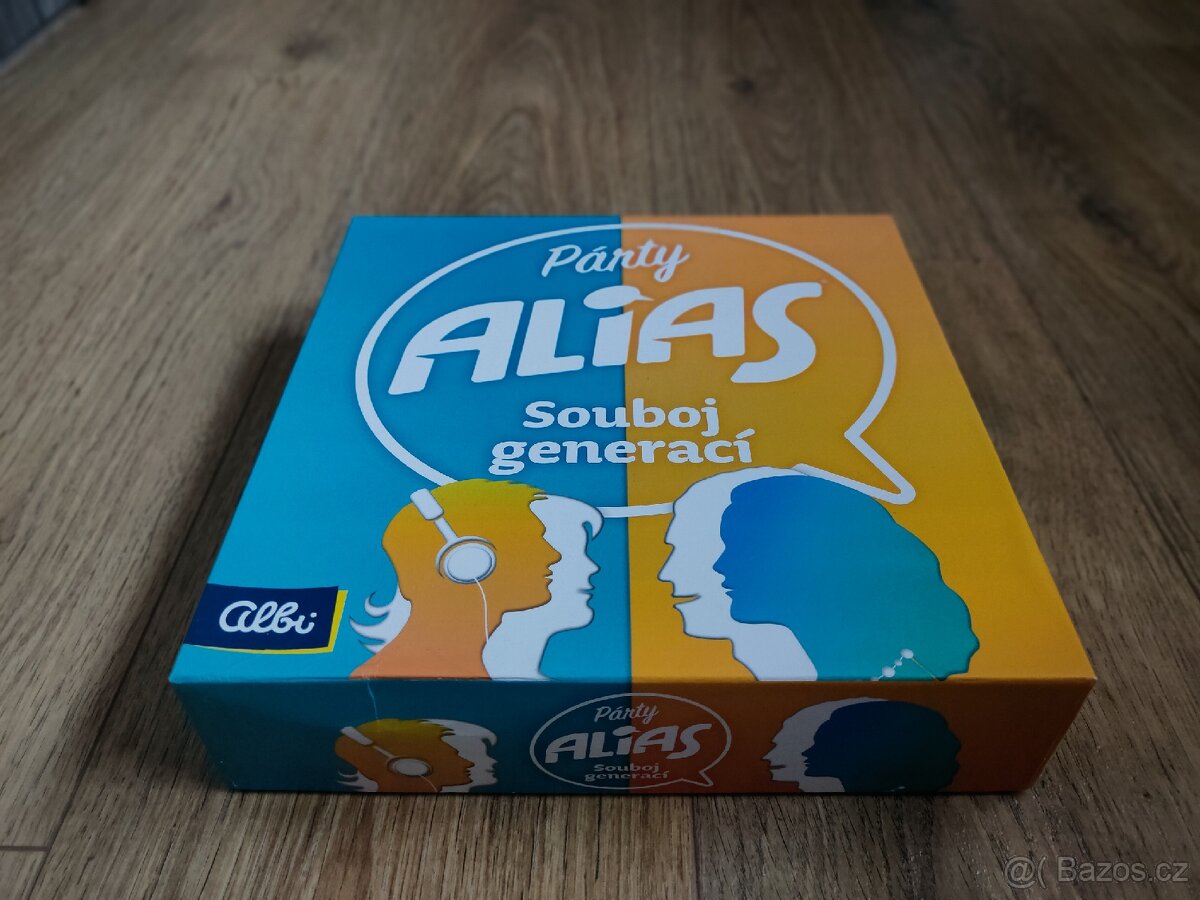 Párty
ALiAS
Souboj
generací
albi
Párty
ALiAS
Souboj
generací
@( Bazos.cz